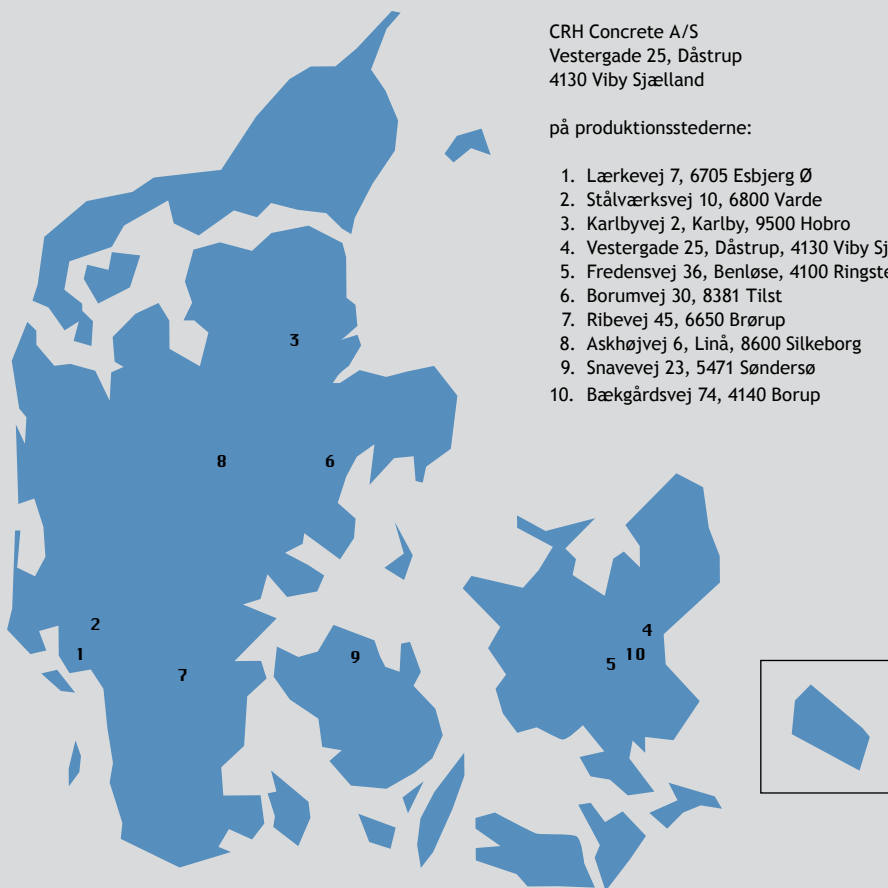 CRH Concrete A/S
Vestergade 25, Dåstrup
4130 Viby Sjælland
på produktionsstederne:
1. Lærkevej 7, 6705 Esbjerg Ø
2. Stålværksvej 10, 6800 Varde
3. Karlbyvej 2, Karlby, 9500 Hobro
4. Vestergade 25, Dåstrup, 4130 Viby Sj
5. Fredensvej 36, Benløse, 4100 Ringste
6. Borumvej 30, 8381 Tilst
7. Ribevej 45, 6650 Brørup
8. Askhøjvej 6, Linå, 8600 Silkeborg
9. Snavevej 23, 5471 Søndersø
10. Bækgårdsvej 74, 4140 Borup
3
8
6
2
1
7
9
4
10
5